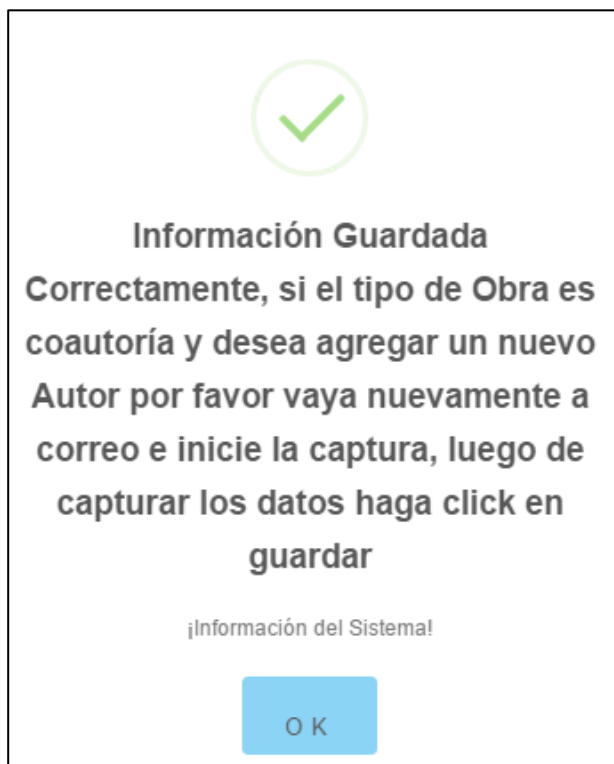 Información Guardada
Correctamente, si el tipo de Obra es
coautoría y desea agregar un nuevo
Autor por favor vaya nuevamente a
correo e inicie la captura, luego de
capturar los datos haga click en
guardar
¡Información del Sistema!
O K